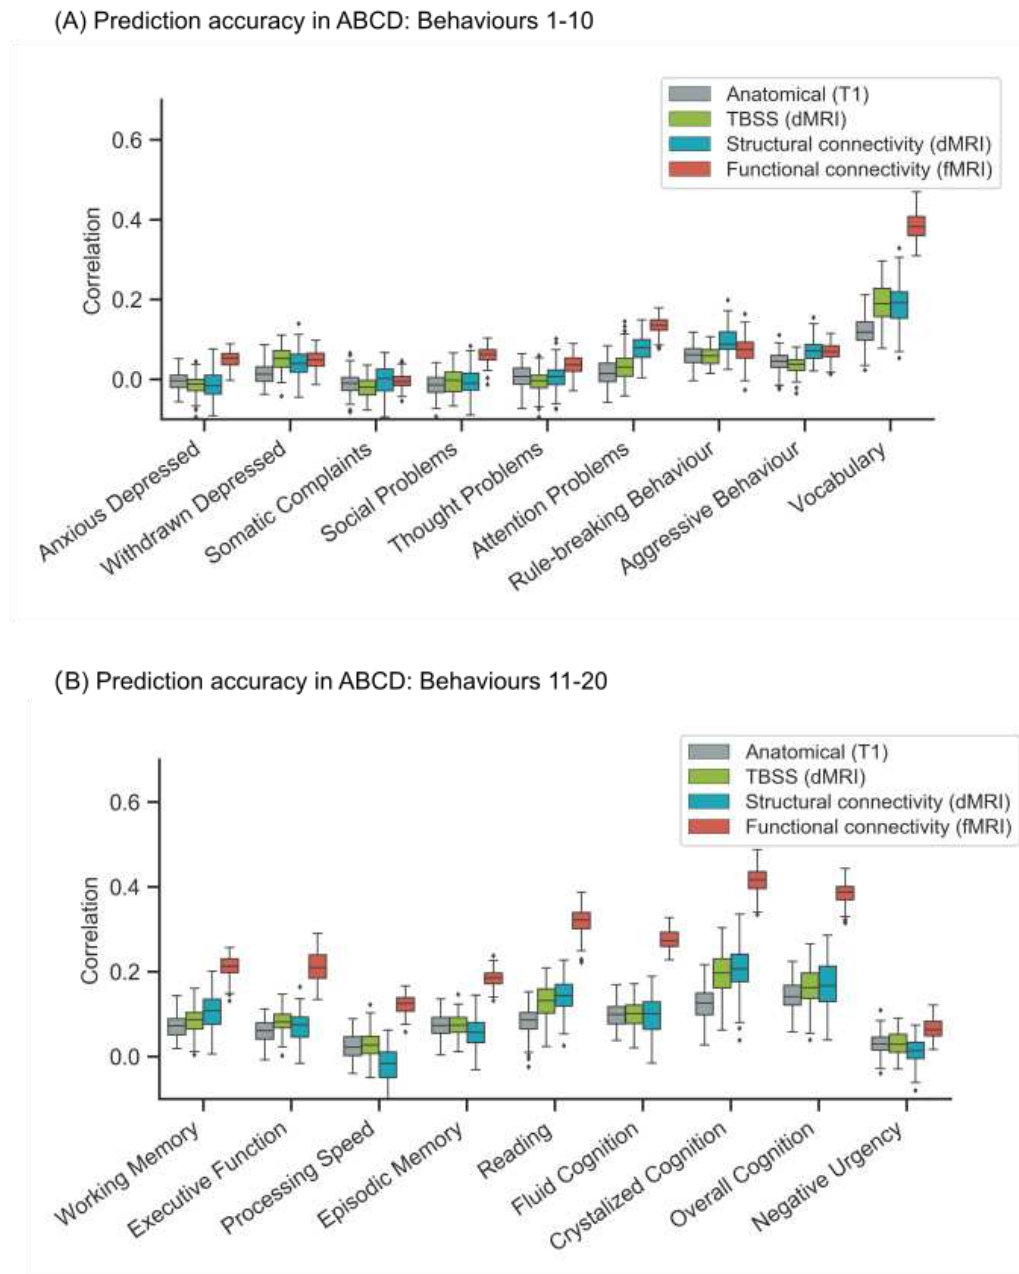 (A) Prediction accuracy in ABCD: Behaviours 1-10
Anatomical (T1)
TBSS (dMRI)
Structural connectivity (dMRI)
Functional connectivity (fMRI)
Correlation
0.6
0.4
0.2
0.0
Anxious Depressed
Withdrawn Depressed
Somatic Complaints
Social Problems
Thought Problems
Attention Problems
Rule-breaking Behaviour
Aggressive Behaviour
Vocabulary
(B) Prediction accuracy in ABCD: Behaviours 11-20
Anatomical (T1)
TBSS (dMRI)
Structural connectivity (dMRI)
Functional connectivity (fMRI)
Correlation
0.6
0.4
0.2
0.0
Working Memory
Executive Function
Processing Speed
Episodic Memory
Reading
Fluid Cognition
Crystalized Cognition
Overall Cognition
Negative Urgency